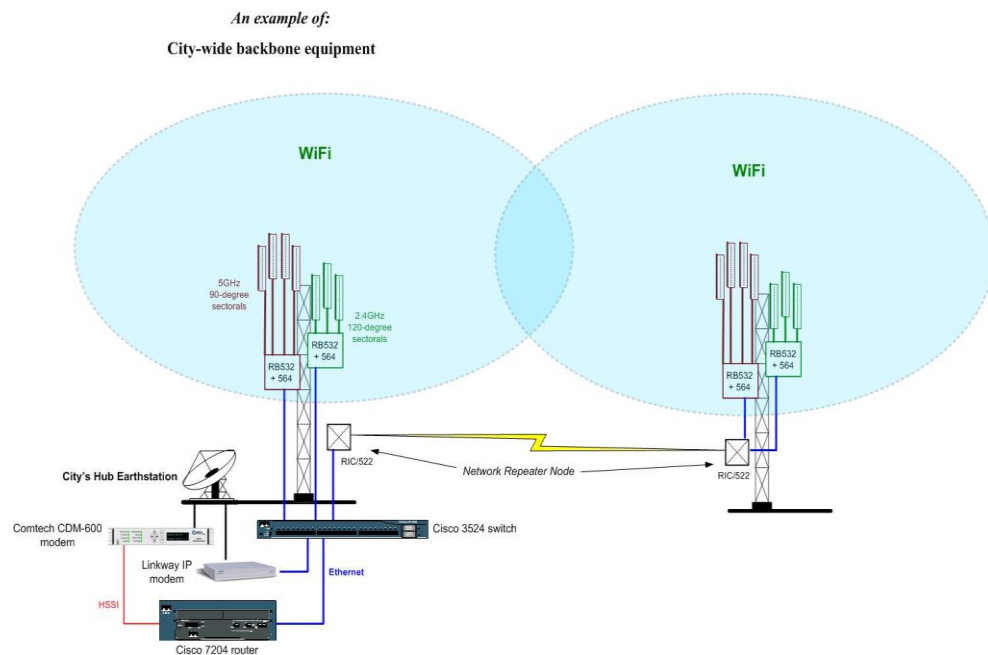 An example of:
City-wide backbone equipment
WiFi
WiFi
5GHz
90-degree
sectorals
2.4GHz
120-degree
sectorals
RB532
+ 564
RB532
+ 564
RB532
+ 564
RB532
+ 564
RIC/522
Network Repeater Node
RIC/522
City's Hub Earthstation
Comtech CDM-600
modem
Cisco 3524 switch
Linkway IP
modem
Ethernet
HSSI
Cisco 7204 router